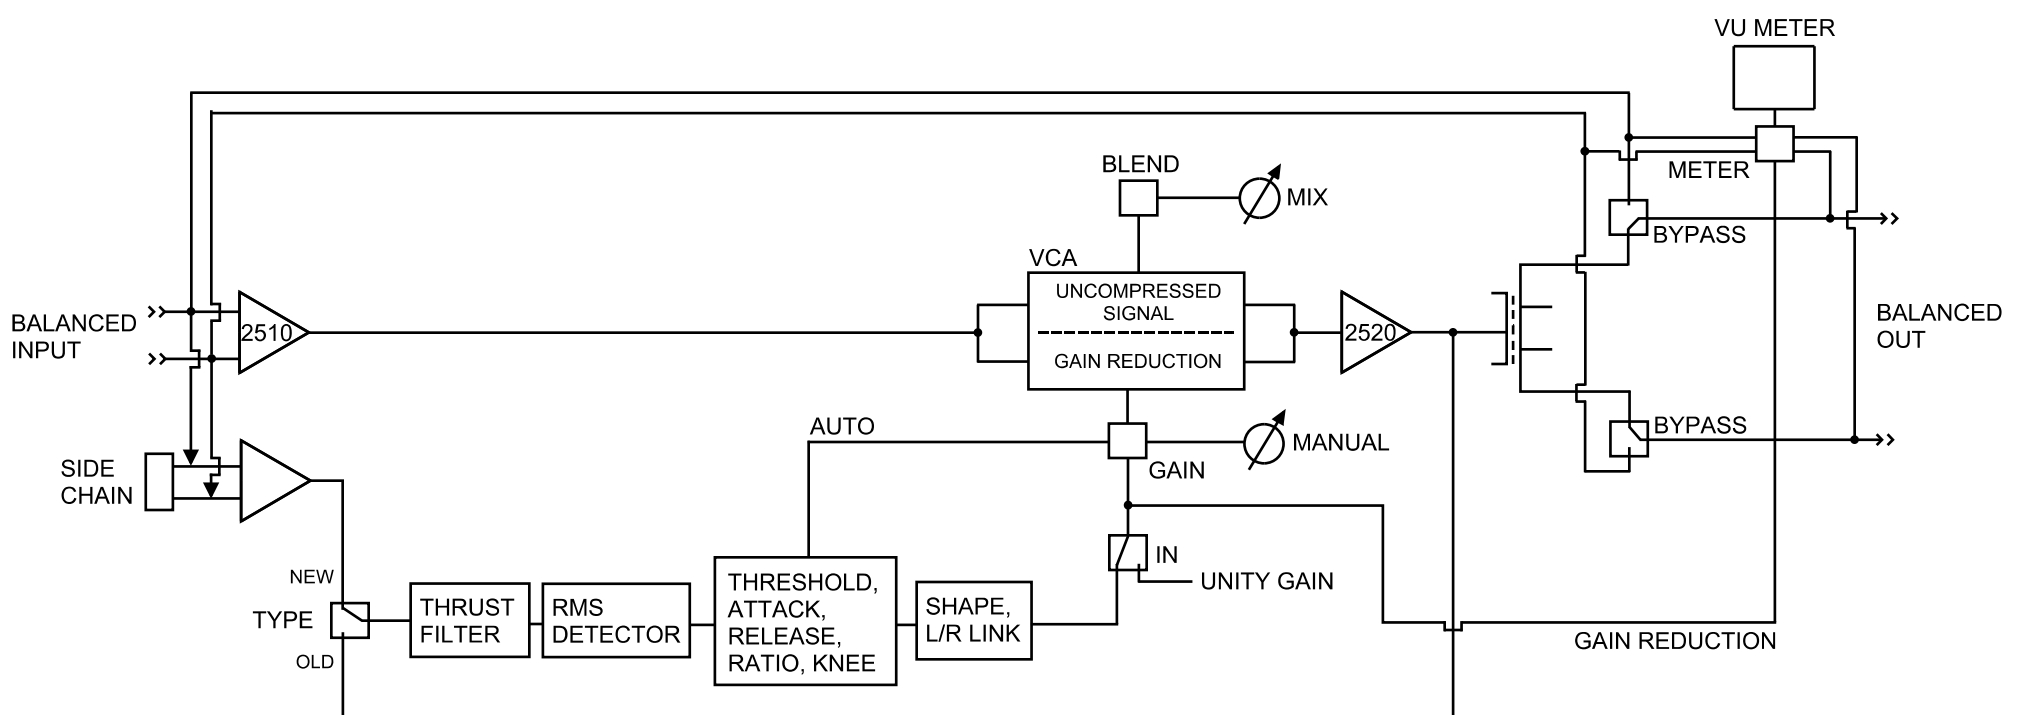 VU METER
BLEND
METER
MIX
BYPASS
VCA
UNCOMPRESSED
SIGNAL
GAIN REDUCTION
BALANCED
INPUT
2510
2520
BALANCED
OUT
AUTO
MANUAL
BYPASS
GAIN
SIDE
CHAIN
IN
UNITY GAIN
NEW
TYPE
OLD
THRUST
FILTER
RMS
DETECTOR
THRESHOLD,
ATTACK,
RELEASE,
RATIO, KNEE
SHAPE,
L/R LINK
GAIN REDUCTION